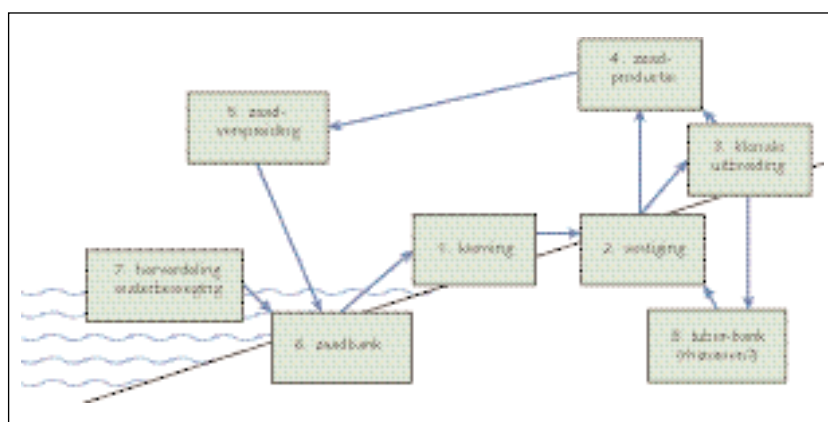 4. zaad-
productie
5. zaad-
verspreiding
3. klonale
uitbreiding
1. kieming
2. vestiging
7. herverdeling
waterbeweging
6. zaadbank
tuber-bank